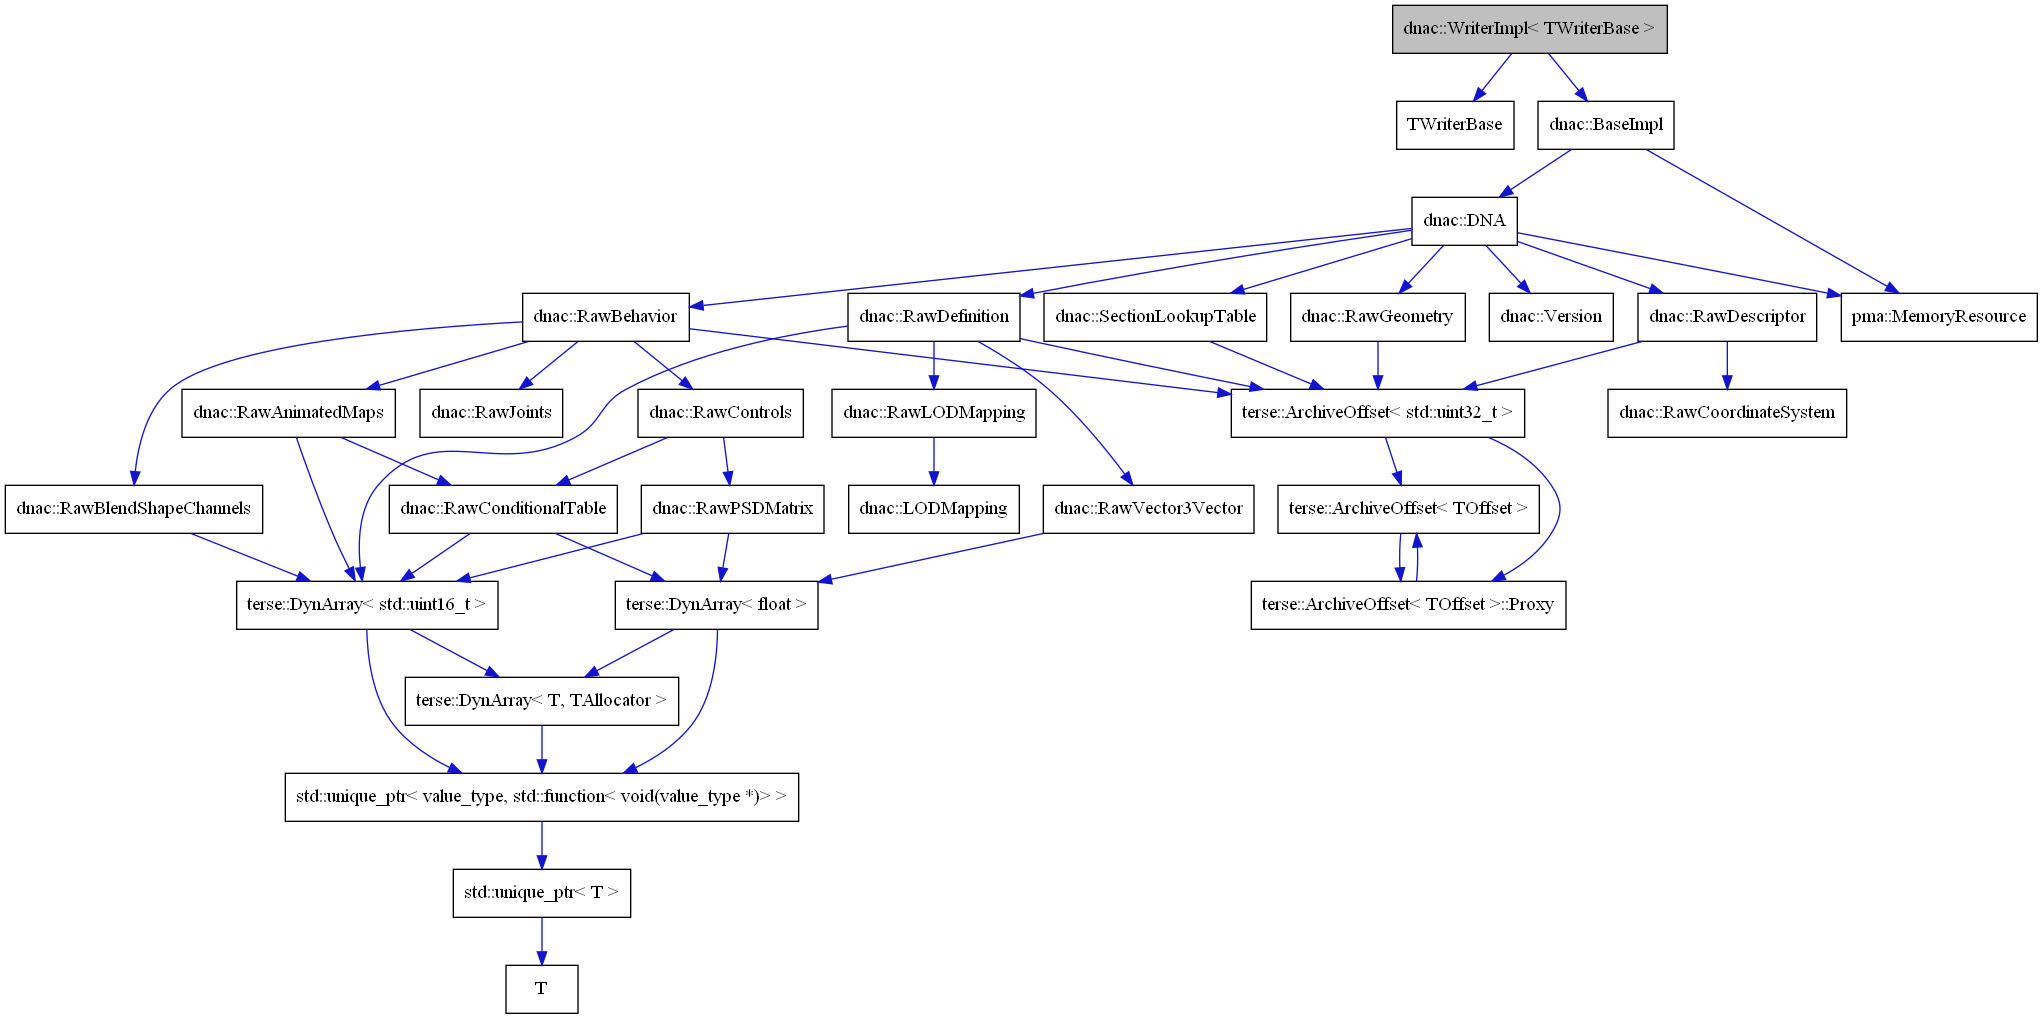 dnac::WriterImpl< TWriterBase >
TWriterBase
dnac::BaseImpl
dnac::DNA
dnac::RawBehavior
dnac::RawDefinition
dnac::SectionLookupTable
dnac::RawGeometry
dnac::Version
dnac::RawDescriptor
pma::MemoryResource
dnac::RawAnimatedMaps
dnac::RawJoints
dnac::RawControls
dnac::RawLODMapping
terse::ArchiveOffset< std::uint32_t >
dnac::RawCoordinateSystem
dnac::RawBlendShapeChannels
dnac::RawConditionalTable
dnac::RawPSDMatrix
dnac::LODMapping
dnac::RawVector3Vector
terse::ArchiveOffset< TOffset >
terse::DynArray< std::uint16_t >
terse::DynArray< float >
terse::ArchiveOffset< TOffset >::Proxy
terse::DynArray< T, TAllocator >
std::unique_ptr< value_type, std::function< void(value_type *)> >
std::unique_ptr< T >
T